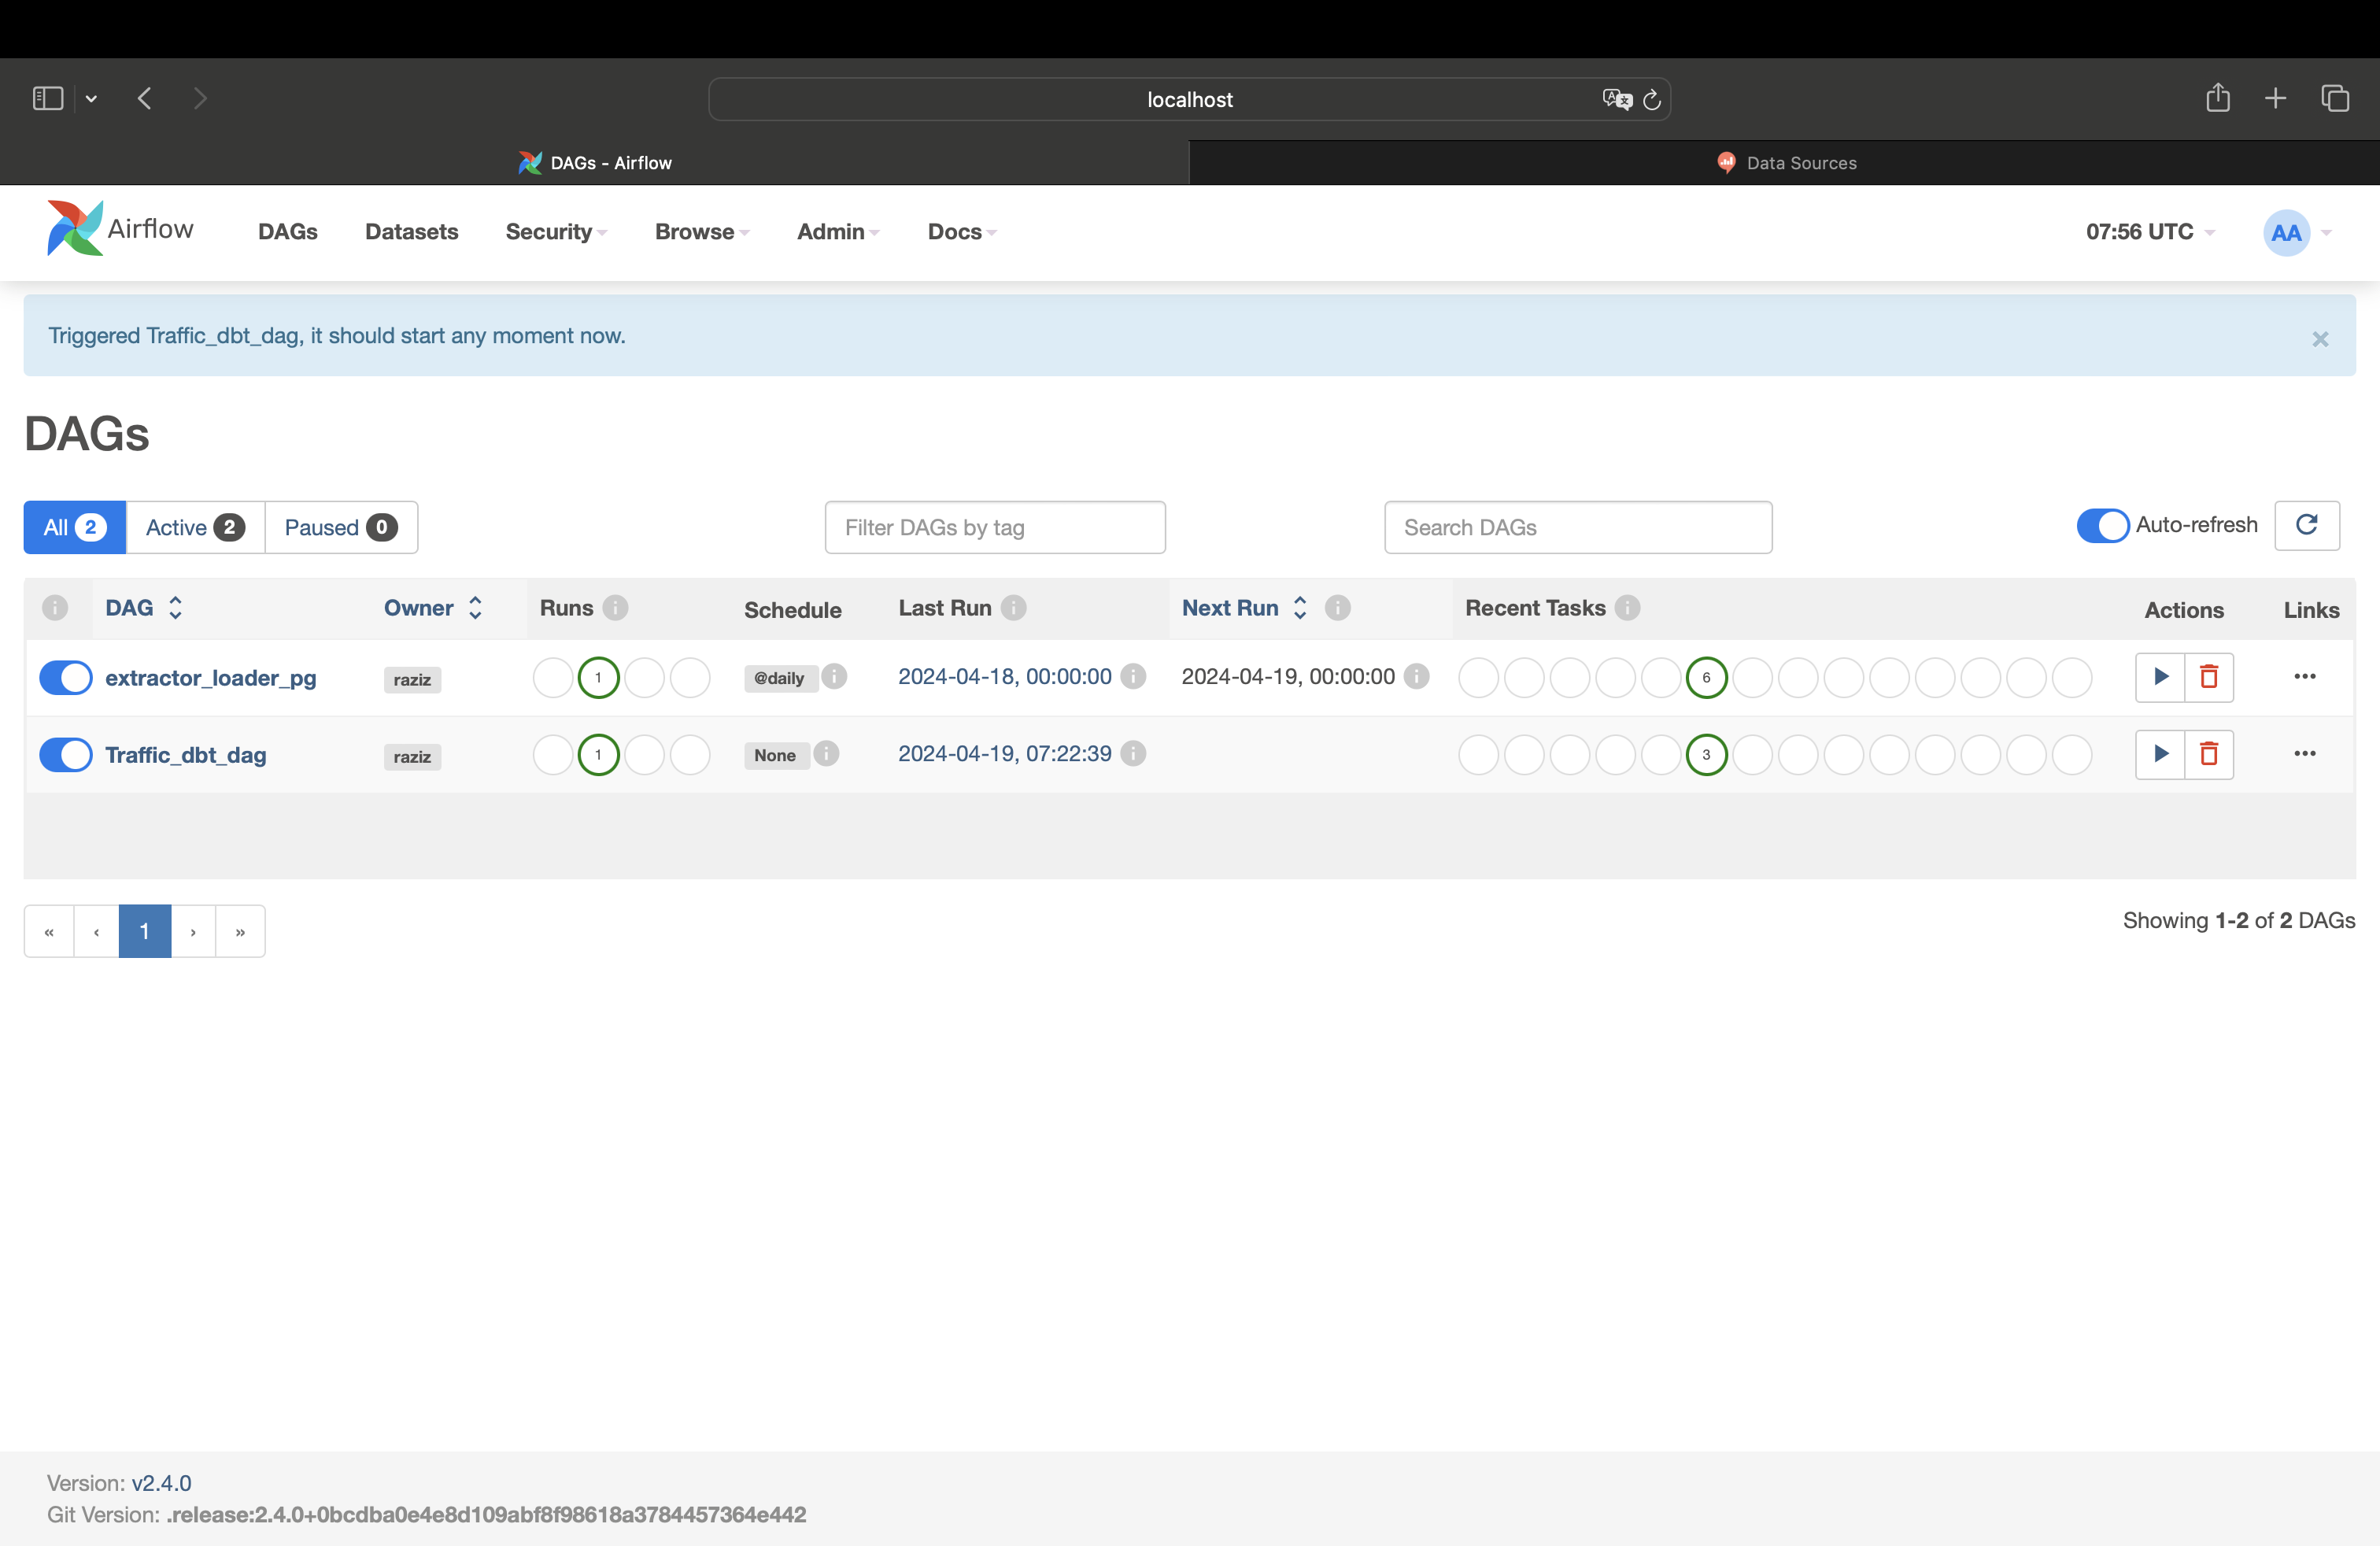 localhost
DAGs - Airflow
Data Sources
Airflow
DAGs
Datasets
Security
Browse
Admin
Docs
07:56 UTC
AA
Triggered Traffic_dbt_dag, it should start any moment now.
×
DAGs
All 2
Active 2
Paused 0
Filter DAGs by tag
Search DAGs
Auto-refresh
DAG
Owner
Runs
Schedule
Last Run
Next Run
Recent Tasks
Actions
Links
extractor_loader_pg
raziz
1
@daily
2024-04-18, 00:00:00
2024-04-19, 00:00:00
6
Traffic_dbt_dag
raziz
1
None
2024-04-19, 07:22:39
3
« ‹ 1 › »
Showing 1-2 of 2 DAGs
Version: v2.4.0
Git Version: .release:2.4.0+0bcdba0e4e8d109abf8f98618a3784457364e442